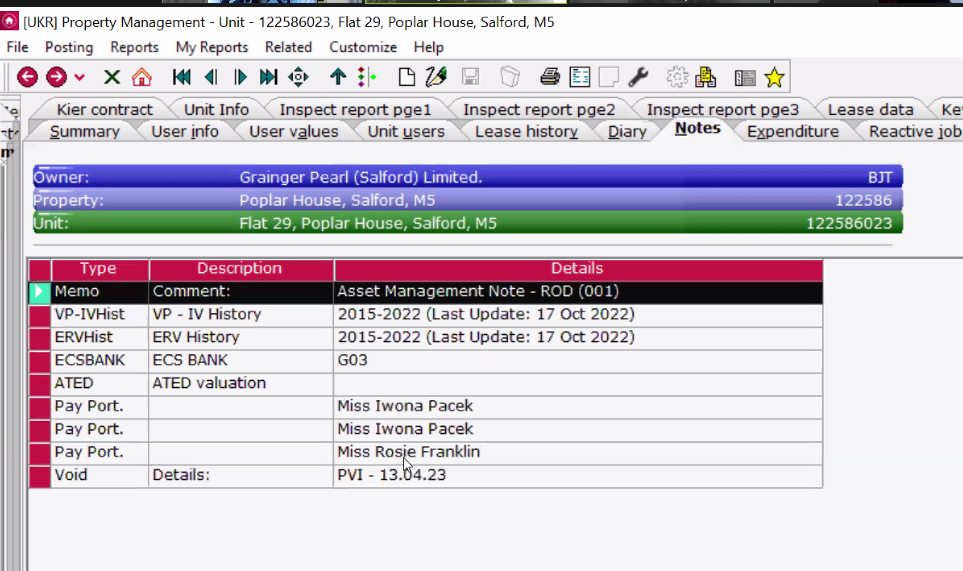 [UKR] Property Management - Unit - 122586023, Flat 29, Poplar House, Salford, M5
File Posting Reports My Reports Related Customize Help
Kier contract Unit Info Inspect report pge1 Inspect report pge2 Inspect report pge3 Lease data
Summary User info User values Unit users Lease history Diary Notes Expenditure Reactive job
Owner: Grainger Pearl (Salford) Limited. BJT
Property: Poplar House, Salford, M5 122586
Unit: Flat 29, Poplar House, Salford, M5 122586023
Type Description Details
Memo Comment: Asset Management Note - ROD (001)
VP-IVHist VP - IV History 2015-2022 (Last Update: 17 Oct 2022)
ERVHist ERV History 2015-2022 (Last Update: 17 Oct 2022)
ECSBANK ECS BANK G03
ATED ATED valuation
Pay Port. Miss Iwona Pacek
Pay Port. Miss Iwona Pacek
Pay Port. Miss Rosie Franklin
Void Details: PVI - 13.04.23